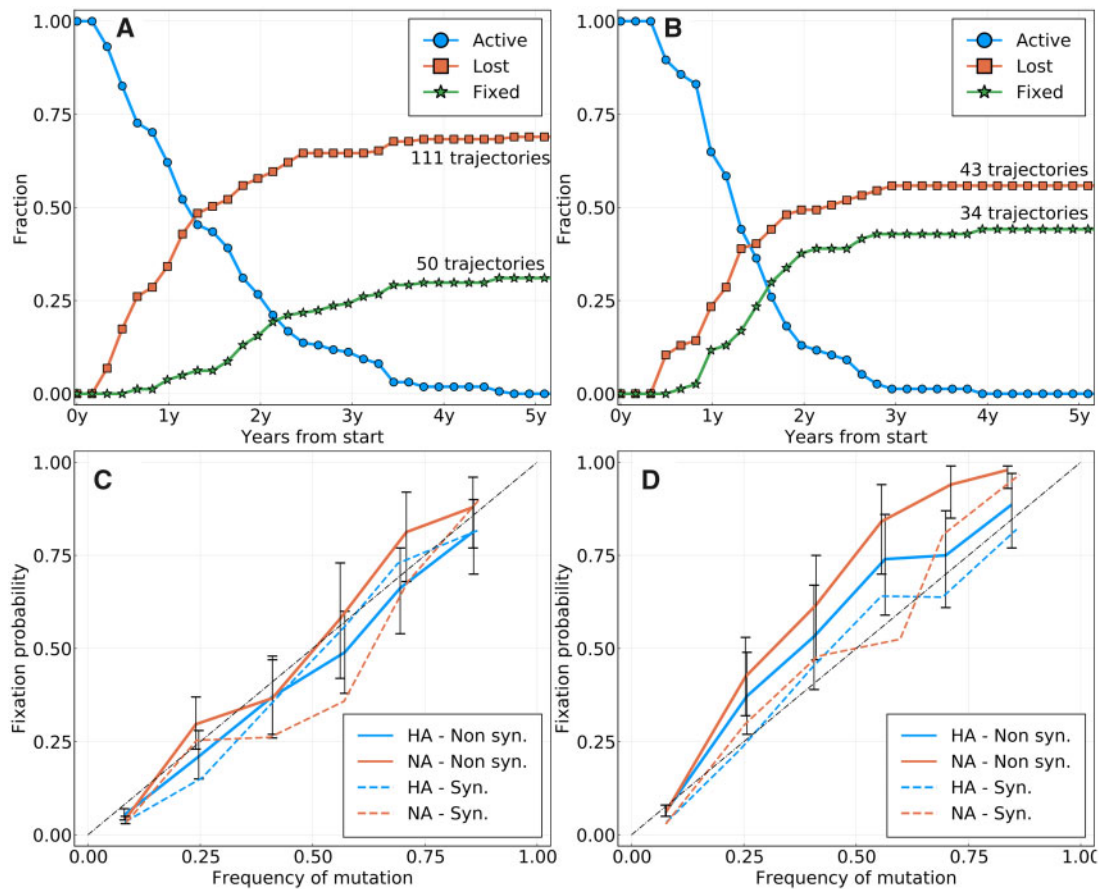 A
Active
Lost
Fixed
1.00
0.75
0.50
0.25
0.00
Fraction
111 trajectories
50 trajectories
0y
1y
2y
3y
4y
5y
Years from start
B
Active
Lost
Fixed
1.00
0.75
0.50
0.25
0.00
Fraction
43 trajectories
34 trajectories
0y
1y
2y
3y
4y
5y
Years from start
C
1.00
0.75
0.50
0.25
0.00
Fixation probability
HA - Non syn.
NA - Non syn.
HA - Syn.
NA - Syn.
0.00
0.25
0.50
0.75
1.00
Frequency of mutation
D
1.00
0.75
0.50
0.25
0.00
Fixation probability
HA - Non syn.
NA - Non syn.
HA - Syn.
NA - Syn.
0.00
0.25
0.50
0.75
1.00
Frequency of mutation